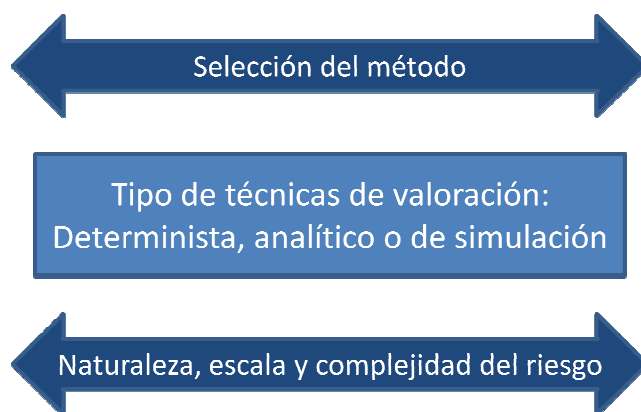 Selección del método
Tipo de técnicas de valoración:
Determinista, analítico o de simulación
Naturaleza, escala y complejidad del riesgo